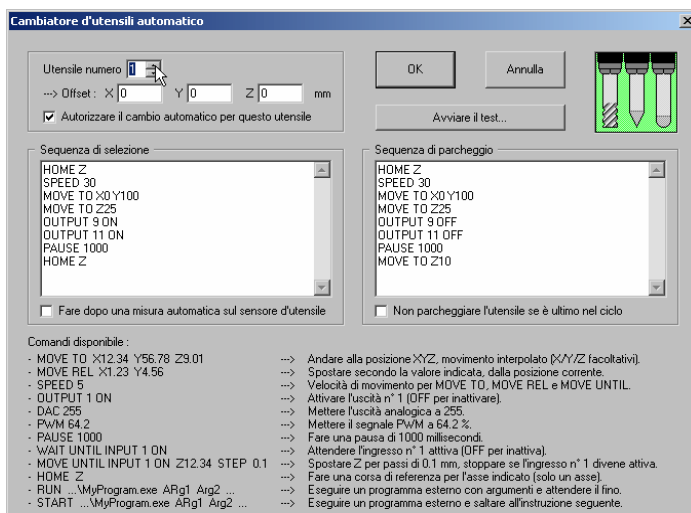 Cambiatore d'utensili automatico
Utensile numero 1
---> Offset : X 0 Y 0 Z 0 mm
Autorizzare il cambio automatico per questo utensile
OK
Annulla
Avviare il test...
Sequenza di selezione
HOME Z
SPEED 30
MOVE TO X0 Y100
MOVE TO Z25
OUTPUT 9 ON
OUTPUT 11 ON
PAUSE 1000
HOME Z
Fare dopo una misura automatica sul sensore d'utensile
Sequenza di parcheggio
HOME Z
SPEED 30
MOVE TO X0 Y100
MOVE TO Z25
OUTPUT 9 OFF
OUTPUT 11 OFF
PAUSE 1000
MOVE TO Z10
Non parcheggiare l'utensile se è ultimo nel ciclo
Comandi disponibile :
- MOVE TO X12.34 Y56.78 Z9.01 ---> Andare alla posizione XYZ, movimento interpolato (X/Y/Z facoltativi).
- MOVE REL X1.23 Y4.56 ---> Spostare secondo la valore indicata, dalla posizione corrente.
- SPEED 5 ---> Velocità di movimento per MOVE TO, MOVE REL e MOVE UNTIL.
- OUTPUT 1 ON ---> Attivare l'uscità n° 1 (OFF per inattivare).
- DAC 255 ---> Mettere l'uscità analogica a 255.
- PWM 64.2 ---> Mettere il segnale PWM a 64.2 %.
- PAUSE 1000 ---> Fare una pausa di 1000 millisecondi.
- WAIT UNTIL INPUT 1 ON ---> Attendere l'ingresso n° 1 atttiva (OFF per inattiva).
- MOVE UNTIL INPUT 1 ON Z12.34 STEP 0.1 ---> Spostare Z per passi di 0.1 mm, stoppare se l'ingresso n° 1 divene attiva.
- HOME Z ---> Fare una corsa di referenza per l'asse indicato (solo un asse).
- RUN ...\MyProgram.exe ARg1 Arg2 ... ---> Eseguire un programma esterno con argumenti e attendere il fino.
- START ...\MyProgram.exe ARg1 Arg2 ... ---> Eseguire un programma esterno e saltare all'instruzione seguente.